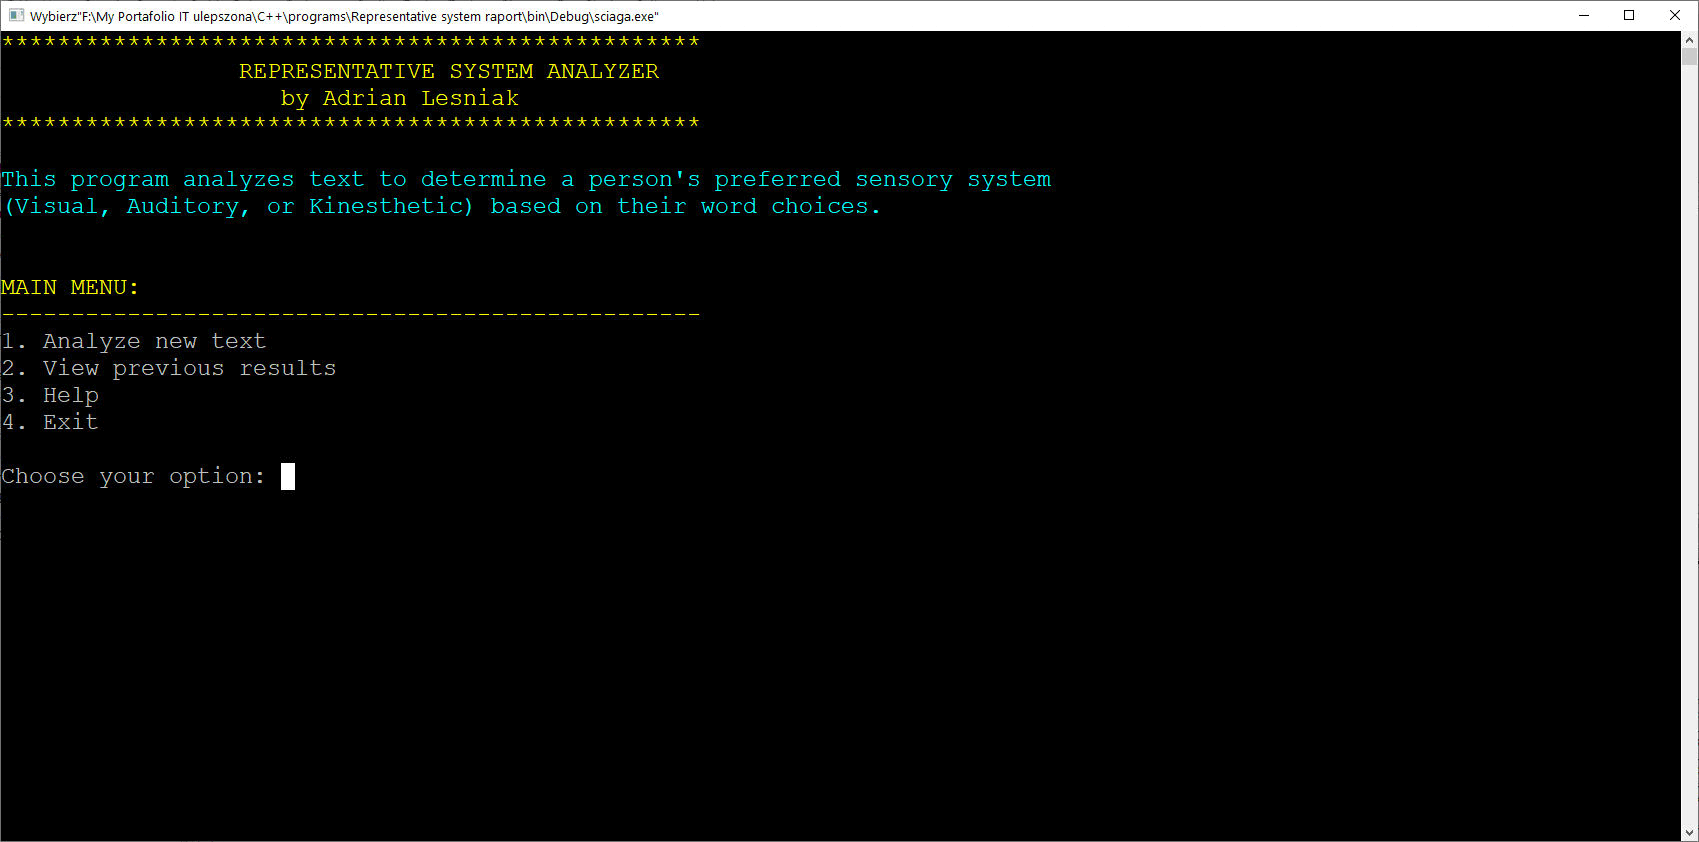 Wybierz"F:\My Portafolio IT ulepszona\C++\programs\Representative system raport\bin\Debug\sciaga.exe"
**************************************************
REPRESENTATIVE SYSTEM ANALYZER
by Adrian Lesniak
**************************************************
This program analyzes text to determine a person's preferred sensory system
(Visual, Auditory, or Kinesthetic) based on their word choices.
MAIN MENU:
--------------------------------------------------
1. Analyze new text
2. View previous results
3. Help
4. Exit
Choose your option: